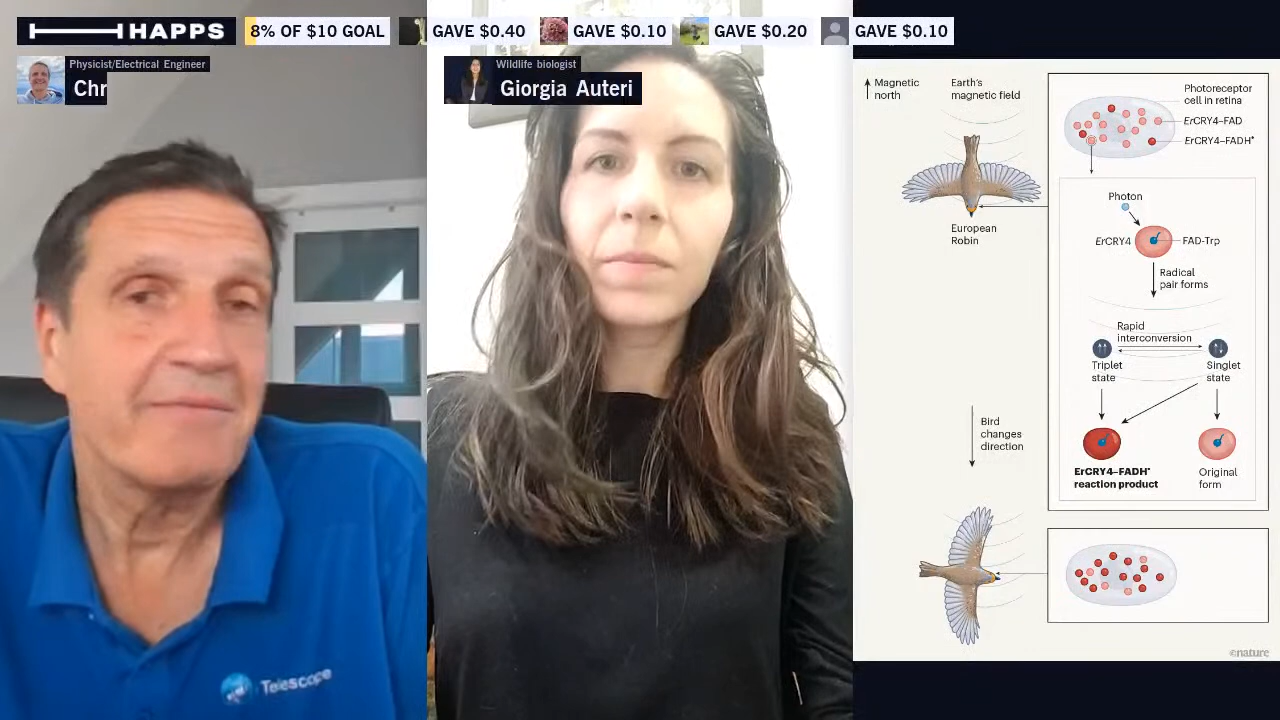 HAPPS
8% OF $10 GOAL
GAVE $0.40
GAVE $0.10
GAVE $0.20
GAVE $0.10
Physicist/Electrical Engineer
Chr
Wildlife biologist
Giorgia Auteri
Telescope
Magnetic
north
Earth's
magnetic field
European
Robin
Photoreceptor
cell in retina
ErCRY4–FAD
ErCRY4–FADH•
Photon
ErCRY4
FAD-Trp
Radical
pair forms
Rapid
interconversion
Triplet
state
Singlet
state
ErCRY4–FADH•
reaction product
Original
form
Bird
changes
direction
©nature